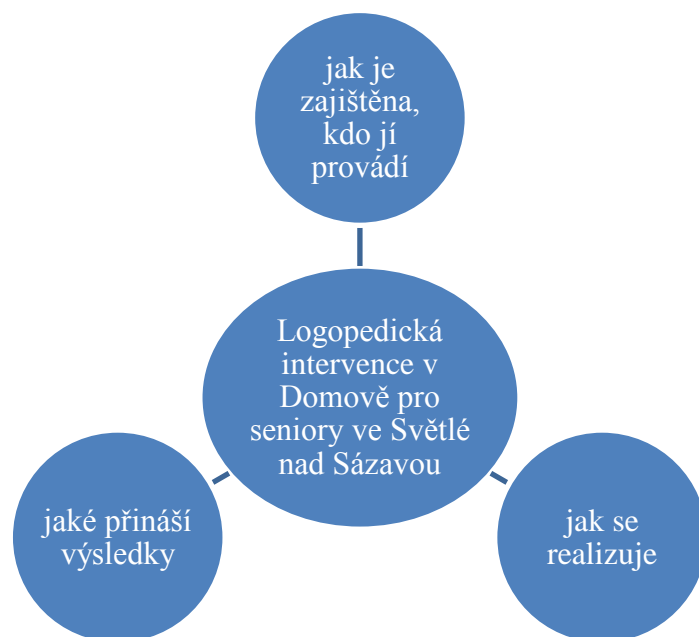 jak je
zajištěna,
kdo jí
provádí
Logopedická
intervence v
Domově pro
seniory ve Světlé
nad Sázavou
jaké přináší
výsledky
jak se
realizuje